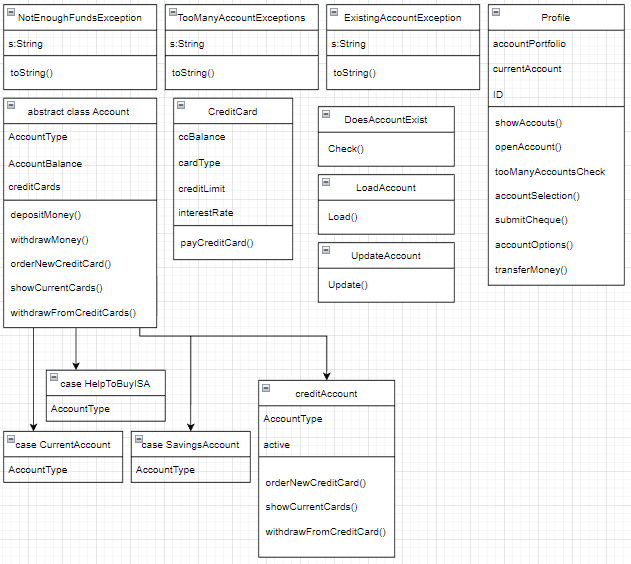 NotEnoughFundsException
s:String
toString()
TooManyAccountExceptions
s:String
toString()
ExistingAccountException
s:String
toString()
Profile
accountPortfolio
currentAccount
ID
showAccouts()
openAccount()
tooManyAccountsCheck
accountSelection()
submitCheque()
accountOptions()
transferMoney()
abstract class Account
AccountType
AccountBalance
creditCards
depositMoney()
withdrawMoney()
orderNewCreditCard()
showCurrentCards()
withdrawFromCreditCards()
CreditCard
ccBalance
cardType
creditLimit
interestRate
payCreditCard()
DoesAccountExist
Check()
LoadAccount
Load()
UpdateAccount
Update()
case HelpToBuyISA
AccountType
case CurrentAccount
AccountType
case SavingsAccount
AccountType
creditAccount
AccountType
active
orderNewCreditCard()
showCurrentCards()
withdrawFromCreditCard()